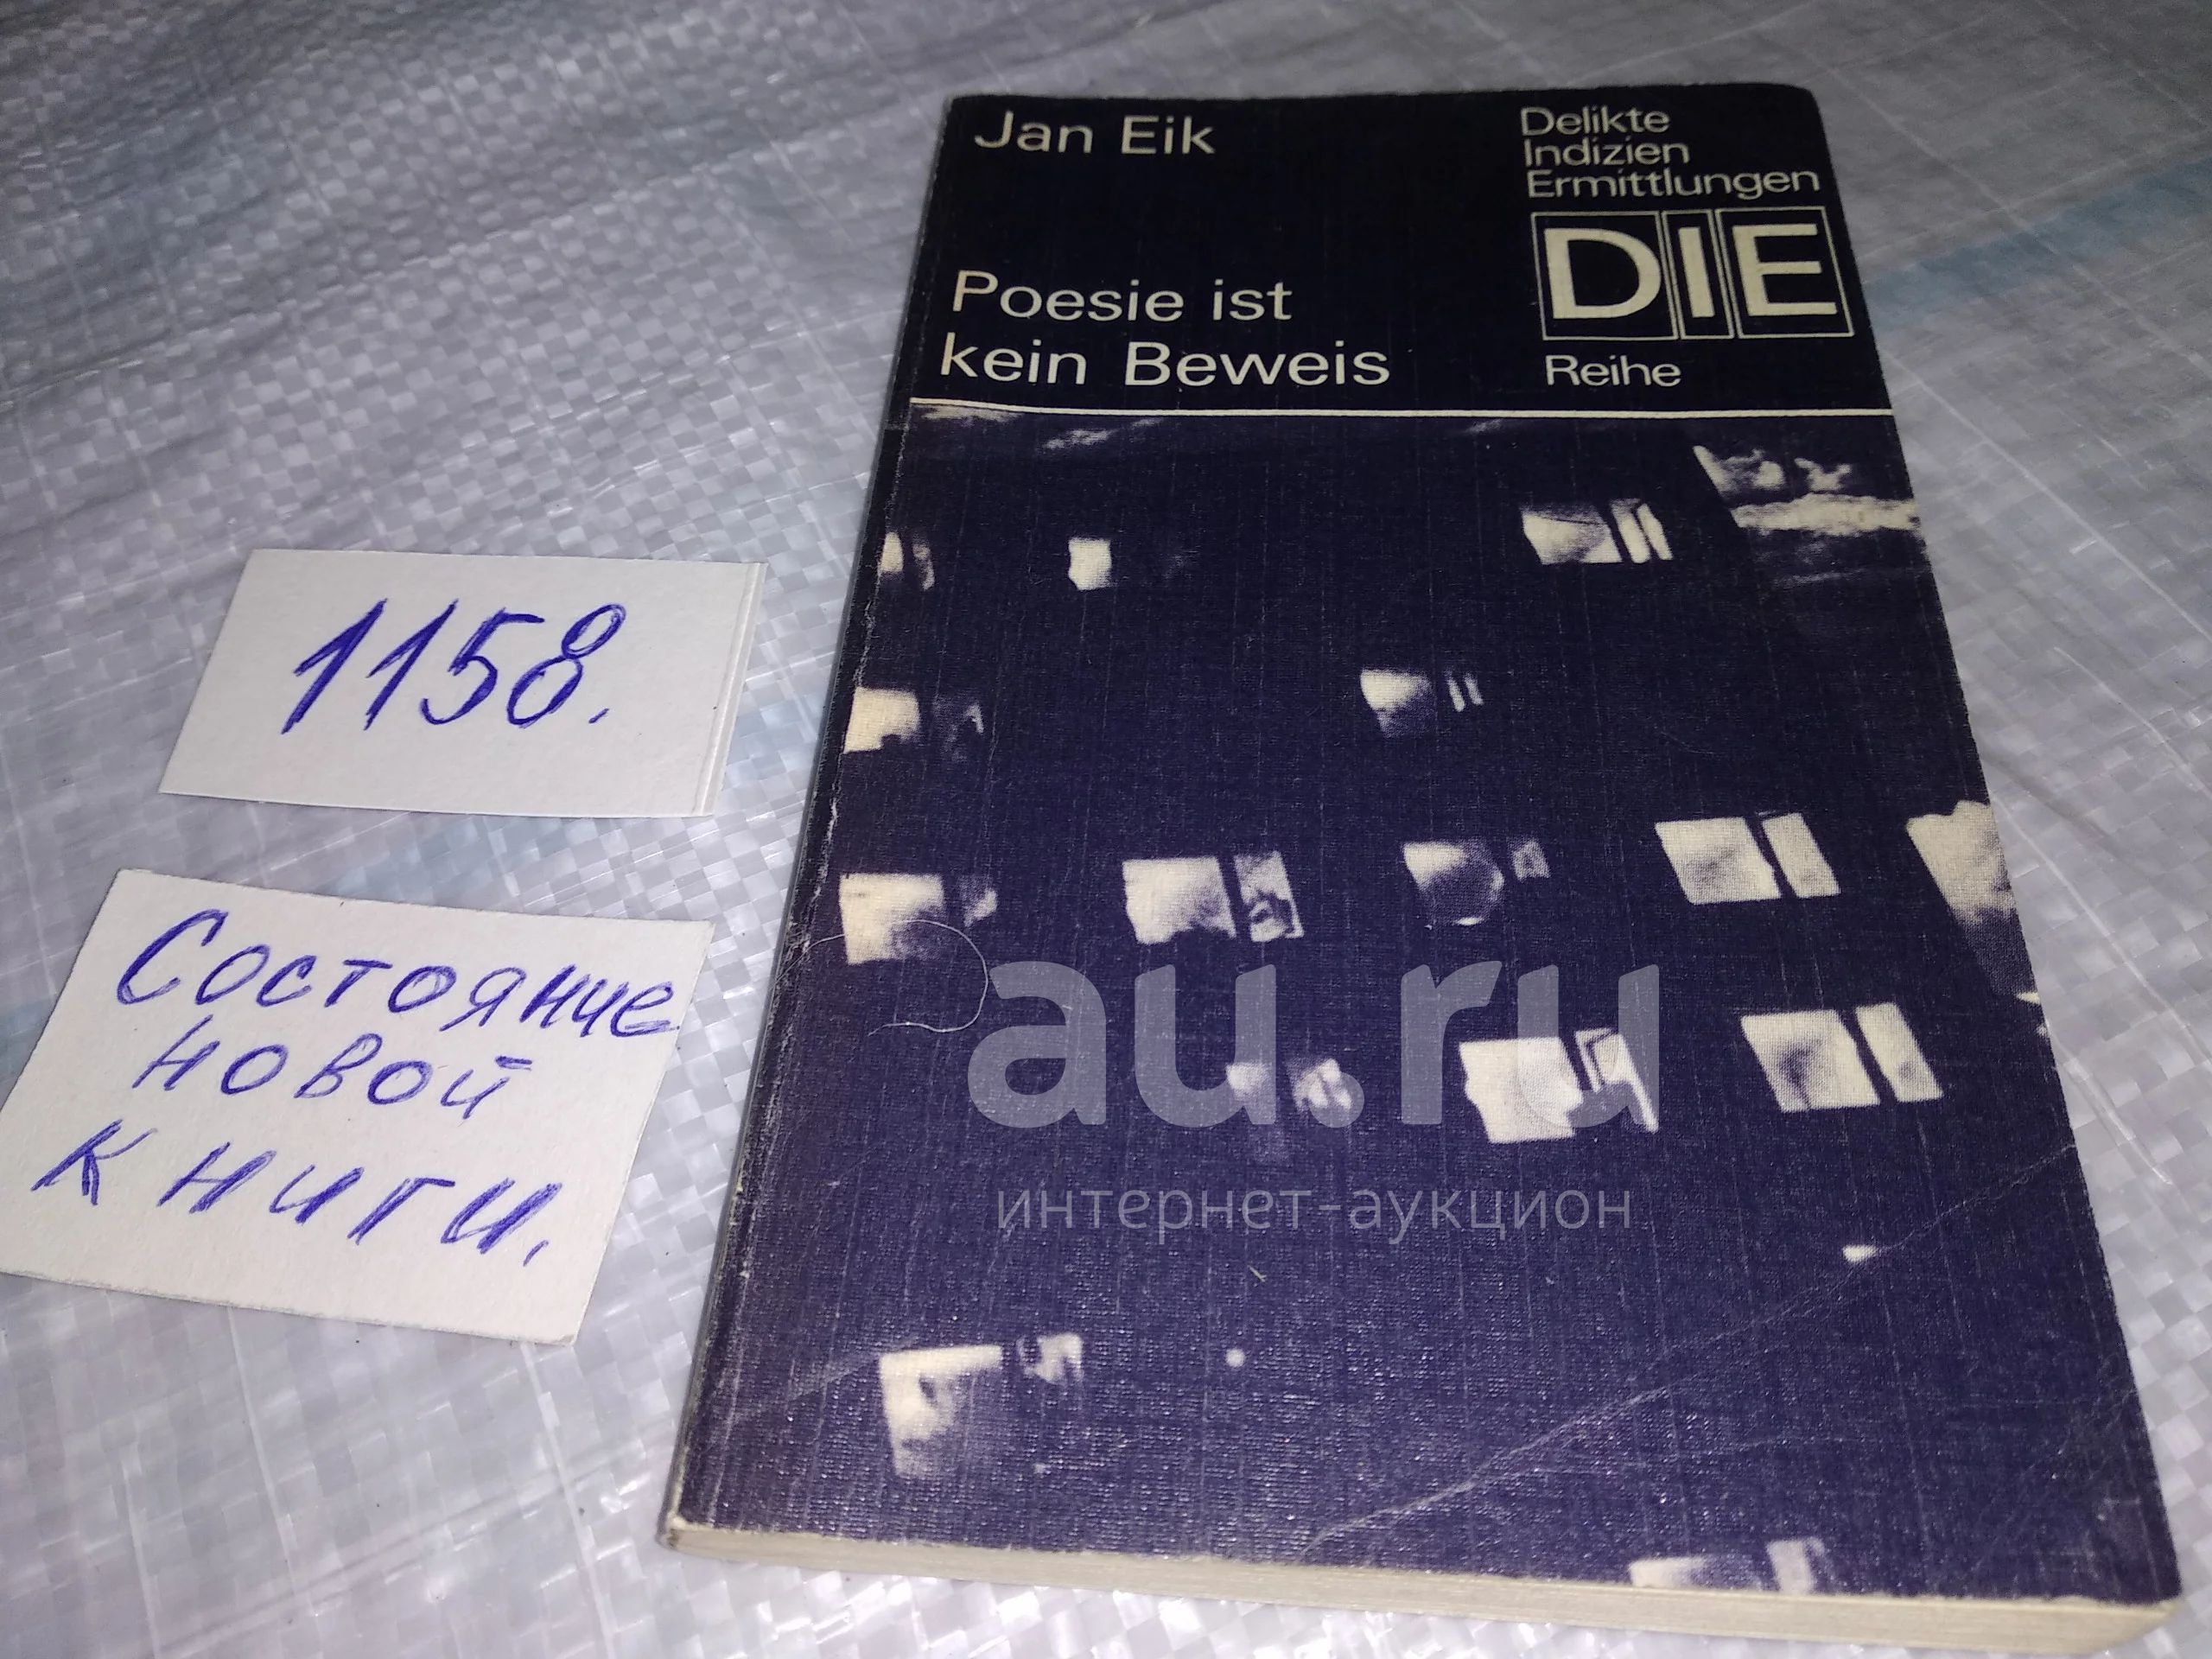 Jan Eik
Delikte
Indizien
Ermittlungen
DIE
Reihe
Poesie ist
kein Beweis
1158.
Состояние
новой
книги.
au.ru
интернет-аукцион